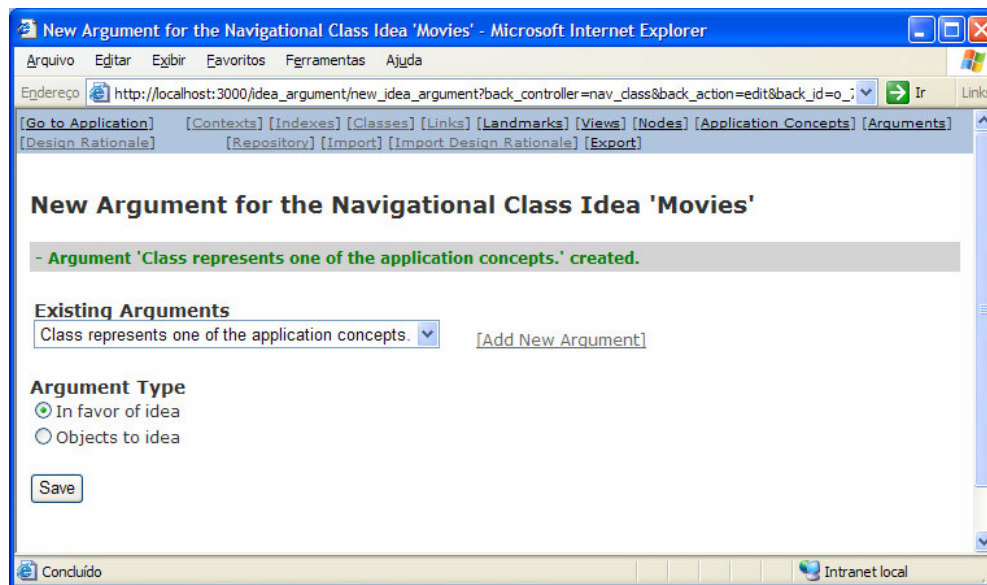 New Argument for the Navigational Class Idea 'Movies' - Microsoft Internet Explorer
Arquivo Editar Exibir Favoritos Ferramentas Ajuda
Endereço http://localhost:3000/idea_argument/new_idea_argument?back_controller=nav_class&back_action=edit&back_id=o_ Ir Links
[Go to Application] [Contexts] [Indexes] [Classes] [Links] [Landmarks] [Views] [Nodes] [Application Concepts] [Arguments]
[Design Rationale] [Repository] [Import] [Import Design Rationale] [Export]
New Argument for the Navigational Class Idea 'Movies'
- Argument 'Class represents one of the application concepts.' created.
Existing Arguments
Class represents one of the application concepts. [Add New Argument]
Argument Type
In favor of idea
Objects to idea
Save
Concluído Intranet local